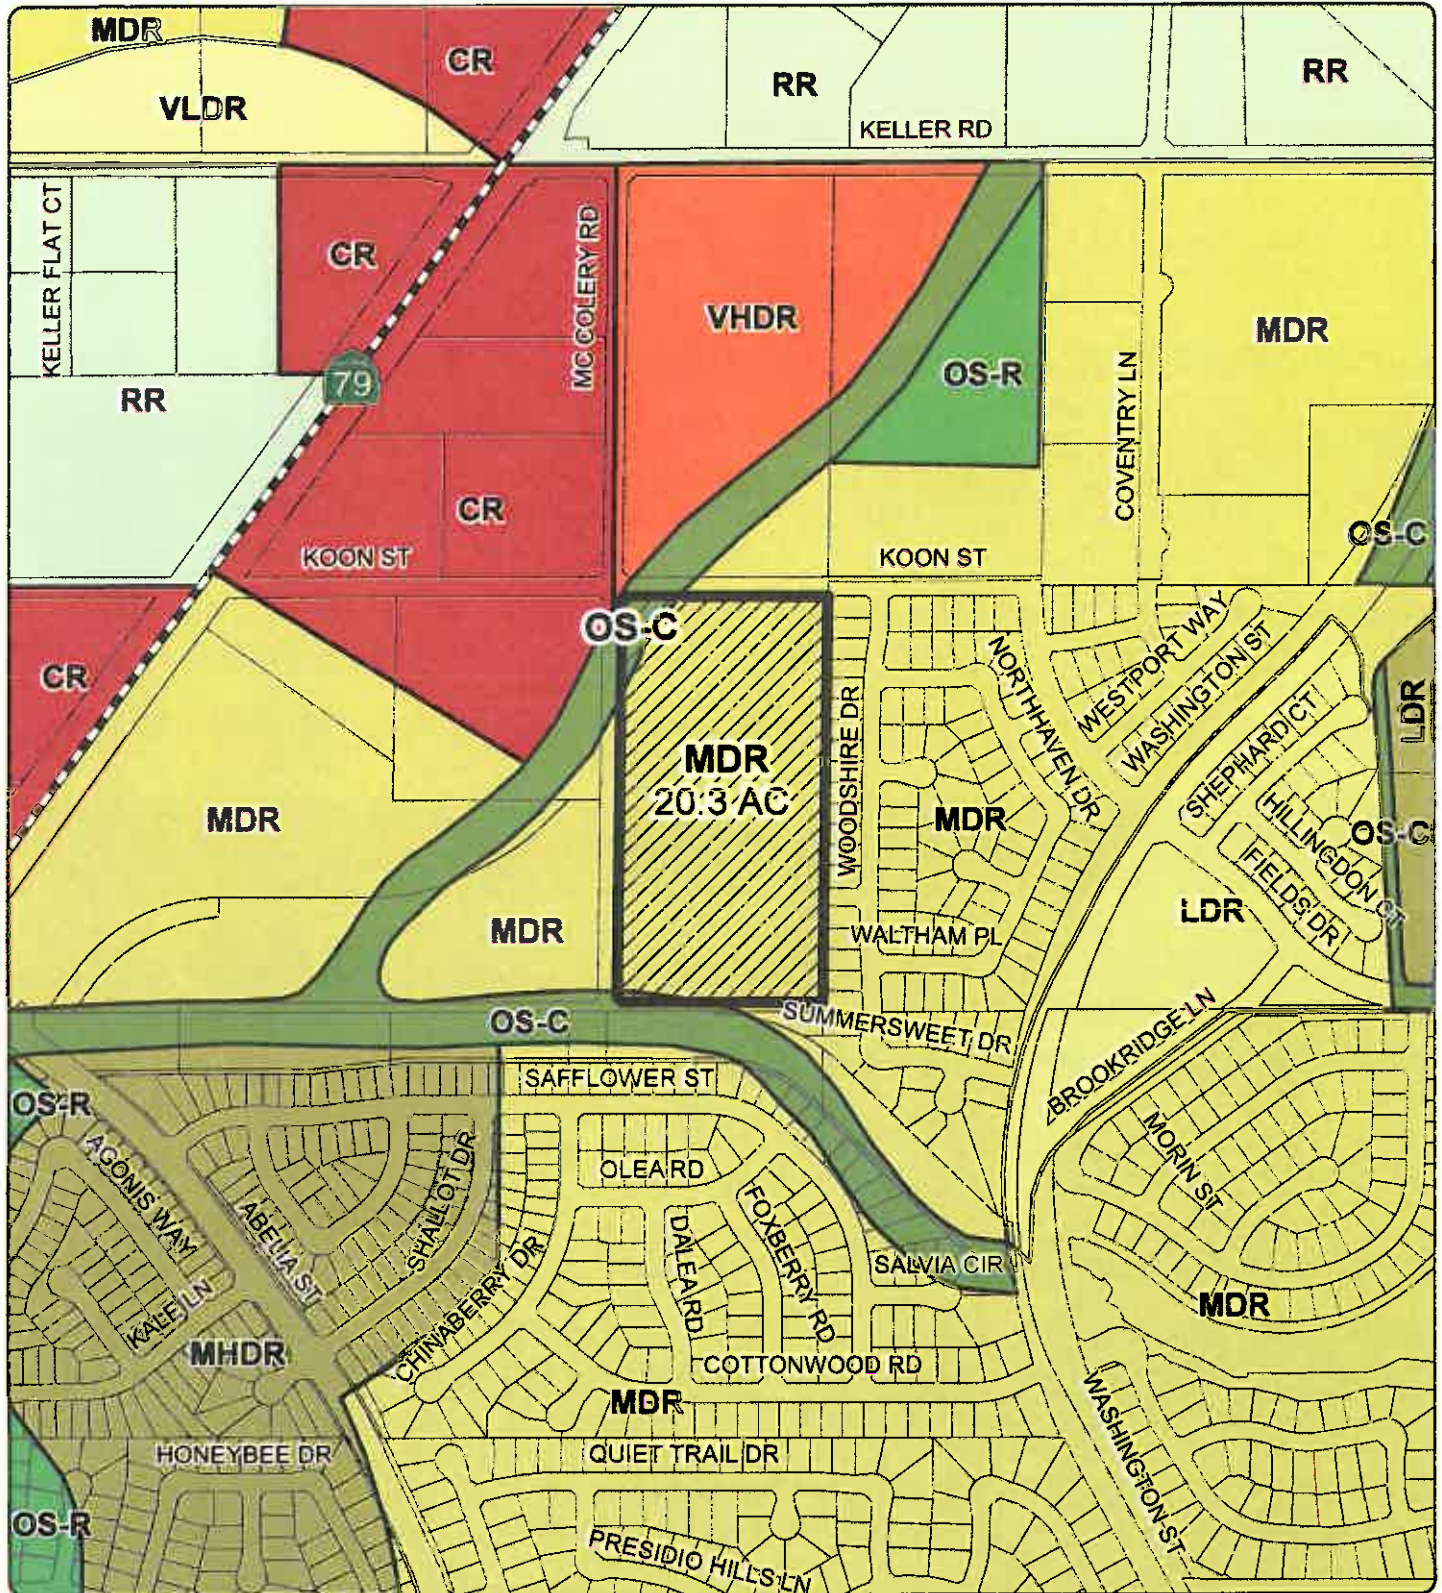 MDR
CR
RR
RR
VLDR
KELLER RD
KELLER FLAT CT
CR
MC COLERY RD
VHDR
MDR
OS-R
79
RR
COVENTRY LN
CR
OS-C
KOON ST
KOON ST
OS-C
CR
WOODSHIRE DR
NORTHHAVEN DR
WESTPORT WAY
WASHINGTON ST
SHEPHARD CT
LDR
MDR
20.3 AC
MDR
MDR
HILLINGDON CT
OS-C
FIELDS DR
LDR
MDR
WALTHAM PL
OS-C
SUMMERSWEET DR
BROOKRIDGE LN
SAFFLOWER ST
OS-R
AGONIS WAY
ABELIA ST
SHALLOT DR
OLEA RD
MORIN ST
DALEA RD
FOXBERRY RD
CHINABERRY DR
SALVIA CIR
MDR
KALE LN
MHDR
COTTONWOOD RD
MDR
WASHINGTON ST
HONEYBEE DR
QUIET TRAIL DR
OS-R
PRESIDIO HILLS LN